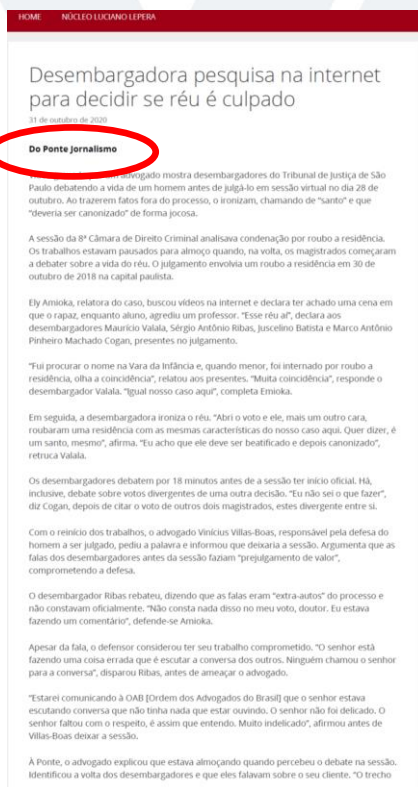 HOME NÚCLEO LUCIANO LEPERA
Desembargadora pesquisa na internet
para decidir se réu é culpado
31 de outubro de 2020
Do Ponte Jornalismo
advogado mostra desembargadores do Tribunal de Justiça de São
Paulo debatendo a vida de um homem antes de julgá-lo em sessão virtual no dia 28 de
outubro. Ao trazerem fatos fora do processo, o ironizam, chamando de “santo” e que
“deveria ser canonizado” de forma jocosa.
A sessão da 8ª Câmara de Direito Criminal analisava condenação por roubo a residência.
Os trabalhos estavam pausados para almoço quando, na volta, os magistrados começaram
a debater sobre a vida do réu. O julgamento envolvia um roubo a residência em 30 de
outubro de 2018 na capital paulista.
Ely Amioka, relatora do caso, buscou vídeos na internet e declara ter achado uma cena em
que o rapaz, enquanto aluno, agrediu um professor. “Esse réu aí”, declara aos
desembargadores Maurício Valala, Sérgio Antônio Ribas, Juscelino Batista e Marco Antônio
Pinheiro Machado Cogan, presentes no julgamento.
“Fui procurar o nome na Vara da Infância e, quando menor, foi internado por roubo a
residência, olha a coincidência”, relatou aos presentes. “Muita coincidência”, responde o
desembargador Valala. “Igual nosso caso aqui”, completa Emioka.
Em seguida, a desembargadora ironiza o réu. “Abri o voto e ele, mais um outro cara,
roubaram uma residência com as mesmas características do nosso caso aqui. Quer dizer, é
um santo, mesmo”, afirma. “Eu acho que ele deve ser beatificado e depois canonizado”,
retruca Valala.
Os desembargadores debatem por 18 minutos antes de a sessão ter início oficial. Há,
inclusive, debate sobre votos divergentes de uma outra decisão. “Eu não sei o que fazer”,
diz Cogan, depois de citar o voto de outros dois magistrados, estes divergente entre si.
Com o reinício dos trabalhos, o advogado Vinícius Villas-Boas, responsável pela defesa do
homem a ser julgado, pediu a palavra e informou que deixaria a sessão. Argumenta que as
falas dos desembargadores antes da sessão faziam “prejulgamento de valor”,
comprometendo a defesa.
O desembargador Ribas rebateu, dizendo que as falas eram “extra-autos” do processo e
não constavam oficialmente. “Não consta nada disso no meu voto, doutor. Eu estava
fazendo um comentário”, defende-se Amioka.
Apesar da fala, o defensor considerou ter seu trabalho comprometido. “O senhor está
fazendo uma coisa errada que é escutar a conversa dos outros. Ninguém chamou o senhor
para a conversa”, disparou Ribas, antes de ameaçar o advogado.
“Estarei comunicando à OAB [Ordem dos Advogados do Brasil] que o senhor estava
escutando conversa que não tinha nada que estar ouvindo. O senhor não foi delicado. O
senhor faltou com o respeito, é assim que entendo. Muito indelicado”, afirmou antes de
Villas-Boas deixar a sessão.
À Ponte, o advogado explicou que estava almoçando quando percebeu o debate na sessão.
Identificou a volta dos desembargadores e que eles falavam sobre o seu cliente. “O trecho